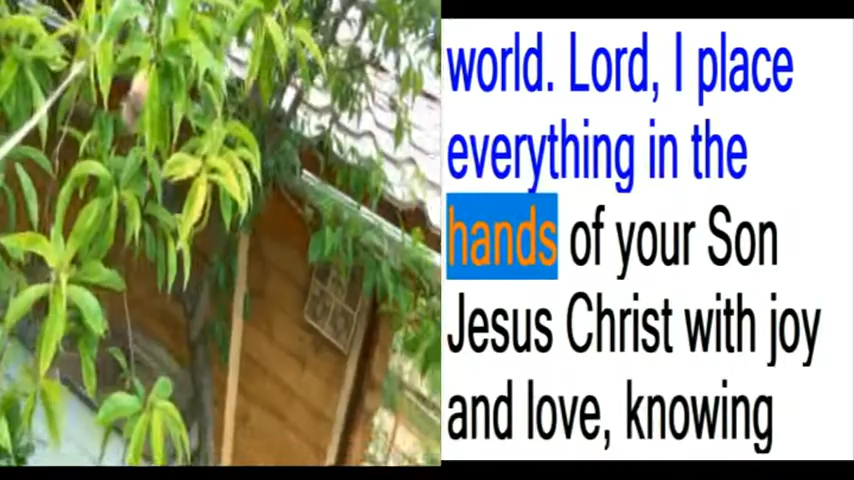 world. Lord, I place
everything in the
hands of your Son
Jesus Christ with joy
and love, knowing